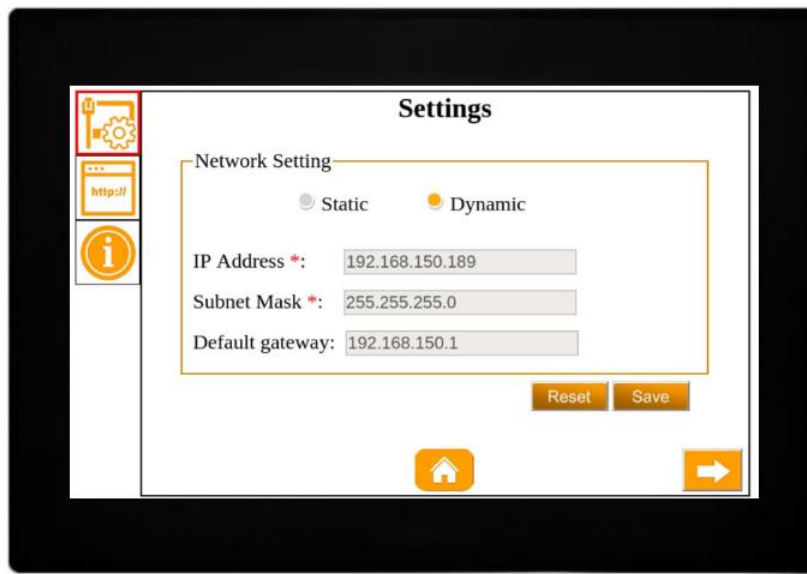 Settings
http://
Network Setting
Static Dynamic
IP Address *: 192.168.150.189
Subnet Mask *: 255.255.255.0
Default gateway: 192.168.150.1
Reset Save